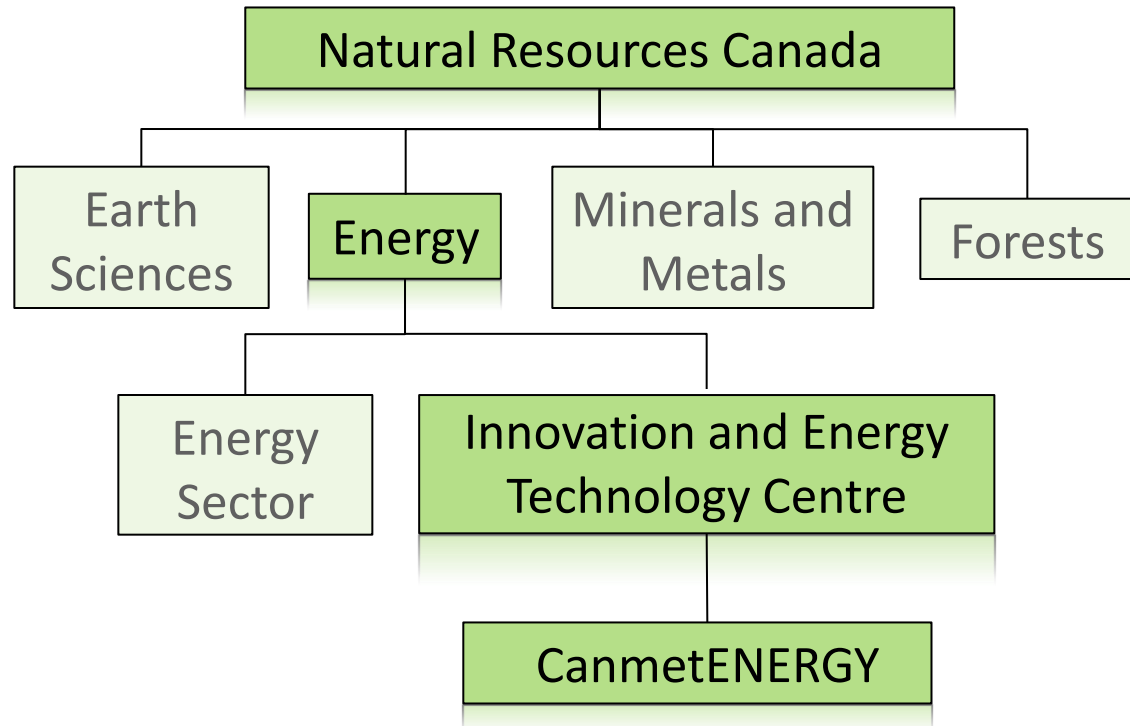 Natural Resources Canada
Earth
Sciences
Energy
Minerals and
Metals
Forests
Energy
Sector
Innovation and Energy
Technology Centre
CanmetENERGY